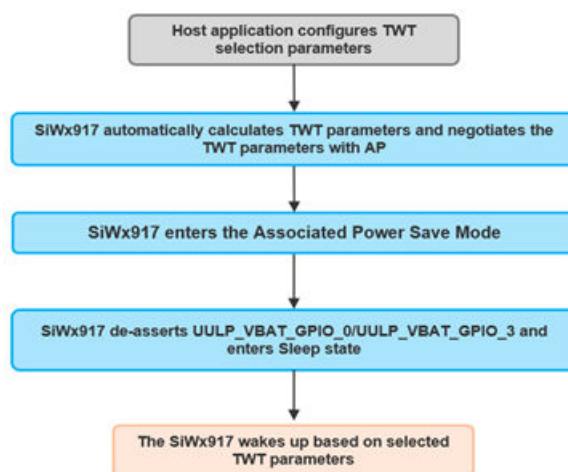 Host application configures TWT
selection parameters
SiWx917 automatically calculates TWT parameters and negotiates the
TWT parameters with AP
SiWx917 enters the Associated Power Save Mode
SiWx917 de-asserts UULP_VBAT_GPIO_0/UULP_VBAT_GPIO_3 and
enters Sleep state
The SiWx917 wakes up based on selected
TWT parameters